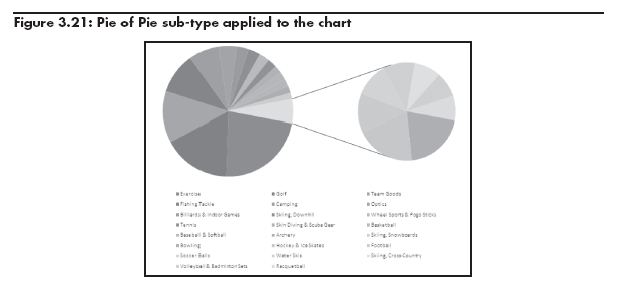 Figure 3.21: Pie of Pie sub-type applied to the chart
Exercise Golf Team Goods
Fishing Tackle Camping Optics
Billiards & Indoor Games Skiing, Downhill Wheel Sports & Pogo Sticks
Tennis Skin Diving & Scuba Gear Basketball
Baseball & Softball Archery Skiing, Snowboards
Bowling Hockey & Ice Skates Football
Soccer Balls Water Skis Skiing, Cross Country
Volleyball & Badminton Sets Racquetball